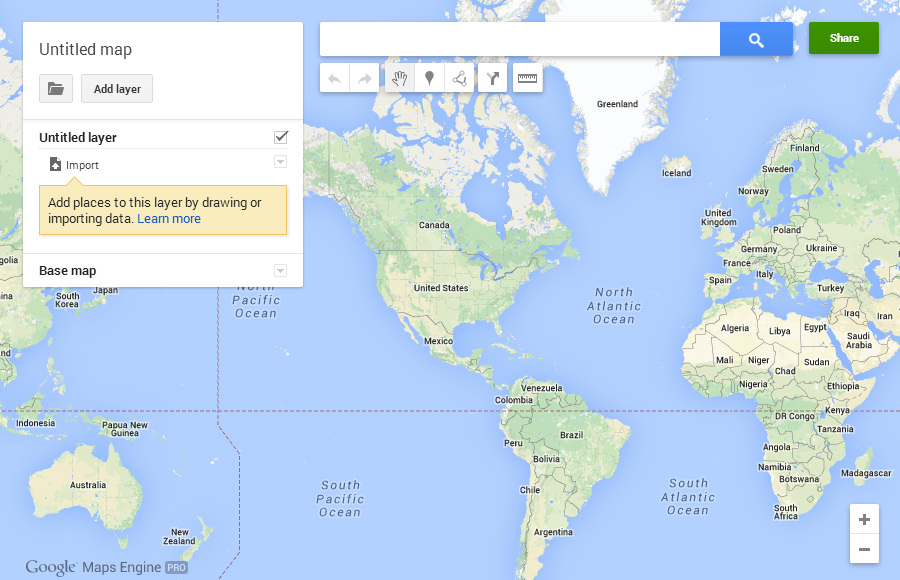 Untitled map
Share
Add layer
Untitled layer
Import
Add places to this layer by drawing or
importing data. Learn more
Base map
Greenland
Iceland
Finland
Sweden
Norway
United
Kingdom
Poland
Germany
Ukraine
France
Italy
Spain
Turkey
Canada
United States
Mexico
North
Pacific
Ocean
North
Atlantic
Ocean
golia
ina
South
Korea
Japan
nd
Iraq
Iran
Algeria
Libya
Egypt
Saudi
Arabia
Mali
Niger
Sudan
Chad
Nigeria
Ethiopia
Venezuela
Colombia
DR Congo
Kenya
Tanzania
Indonesia
Papua New
Guinea
Peru
Brazil
Bolivia
Angola
Namibia
Botswana
Madagascar
Australia
South
Pacific
Ocean
Chile
South
Atlantic
Ocean
South
Africa
New
Zealand
Argentina
Google Maps Engine PRO